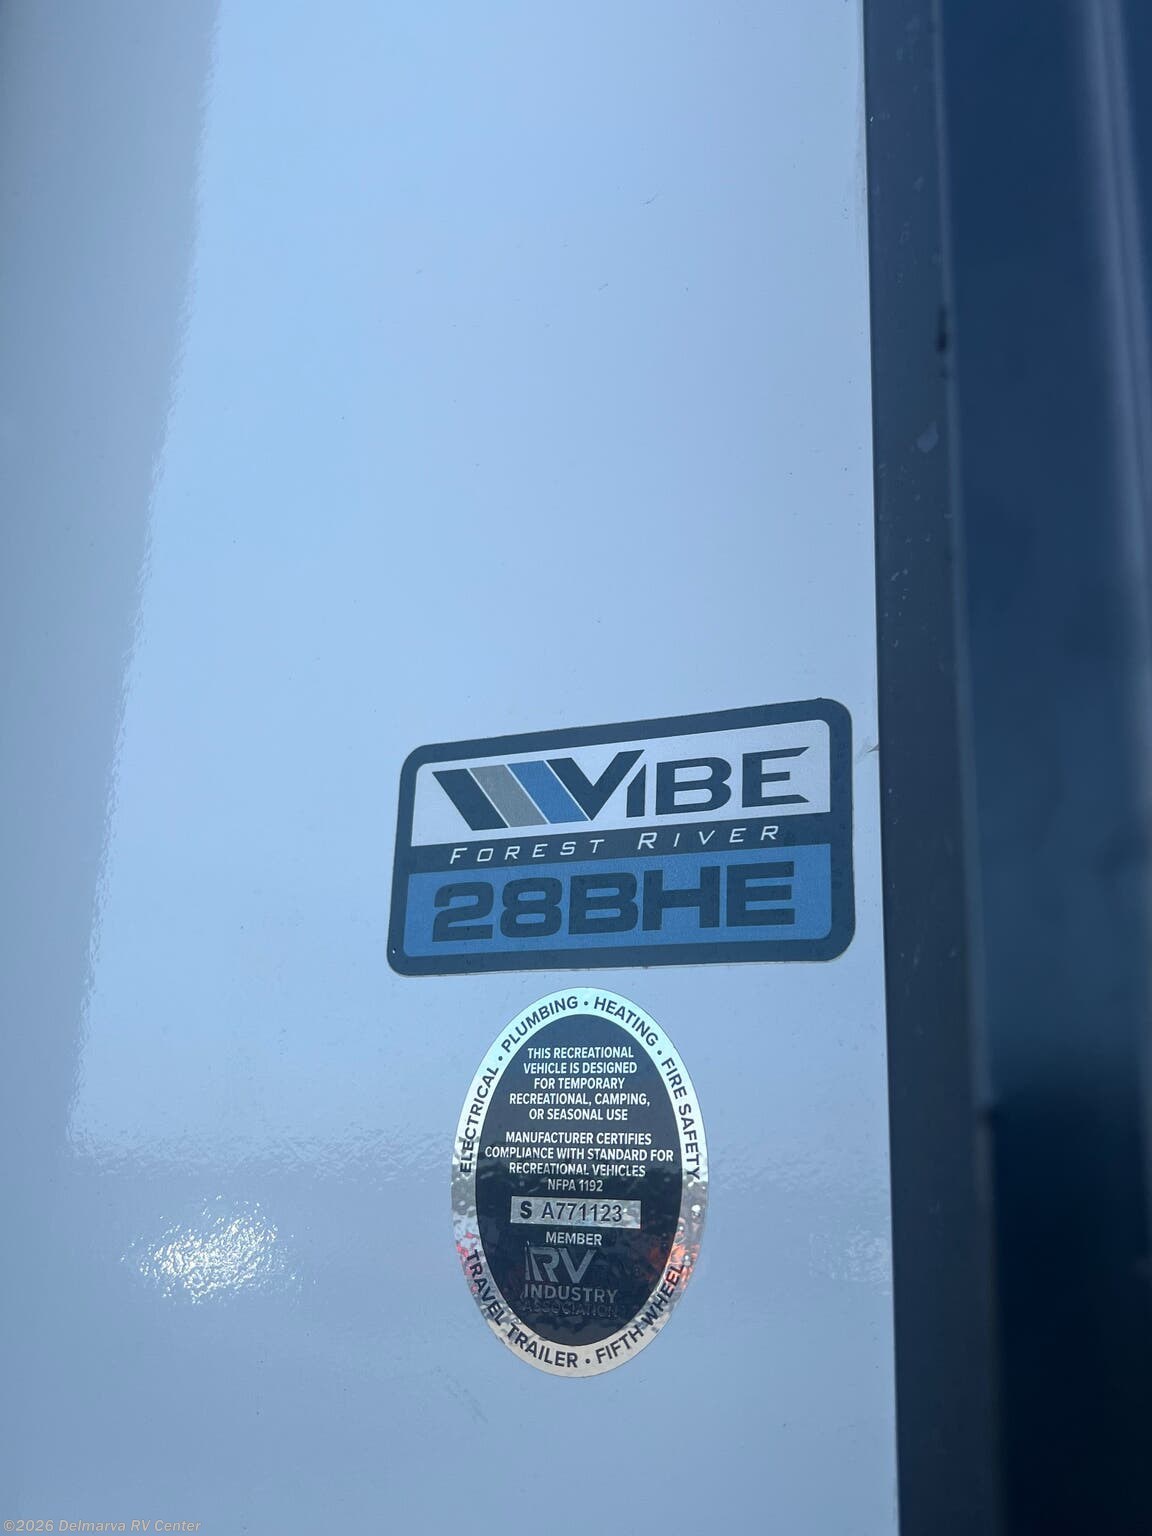 VIBE
FOREST RIVER
28BHE
ELECTRICAL • PLUMBING • HEATING • FIRE SAFETY
THIS RECREATIONAL
VEHICLE IS DESIGNED
FOR TEMPORARY
RECREATIONAL, CAMPING,
OR SEASONAL USE
MANUFACTURER CERTIFIES
COMPLIANCE WITH STANDARD FOR
RECREATIONAL VEHICLES
NFPA 1192
S A771123
MEMBER
RV
INDUSTRY
ASSOCIATION
TRAVEL TRAILER • FIFTH WHEEL
©2026 Delmarva RV Center